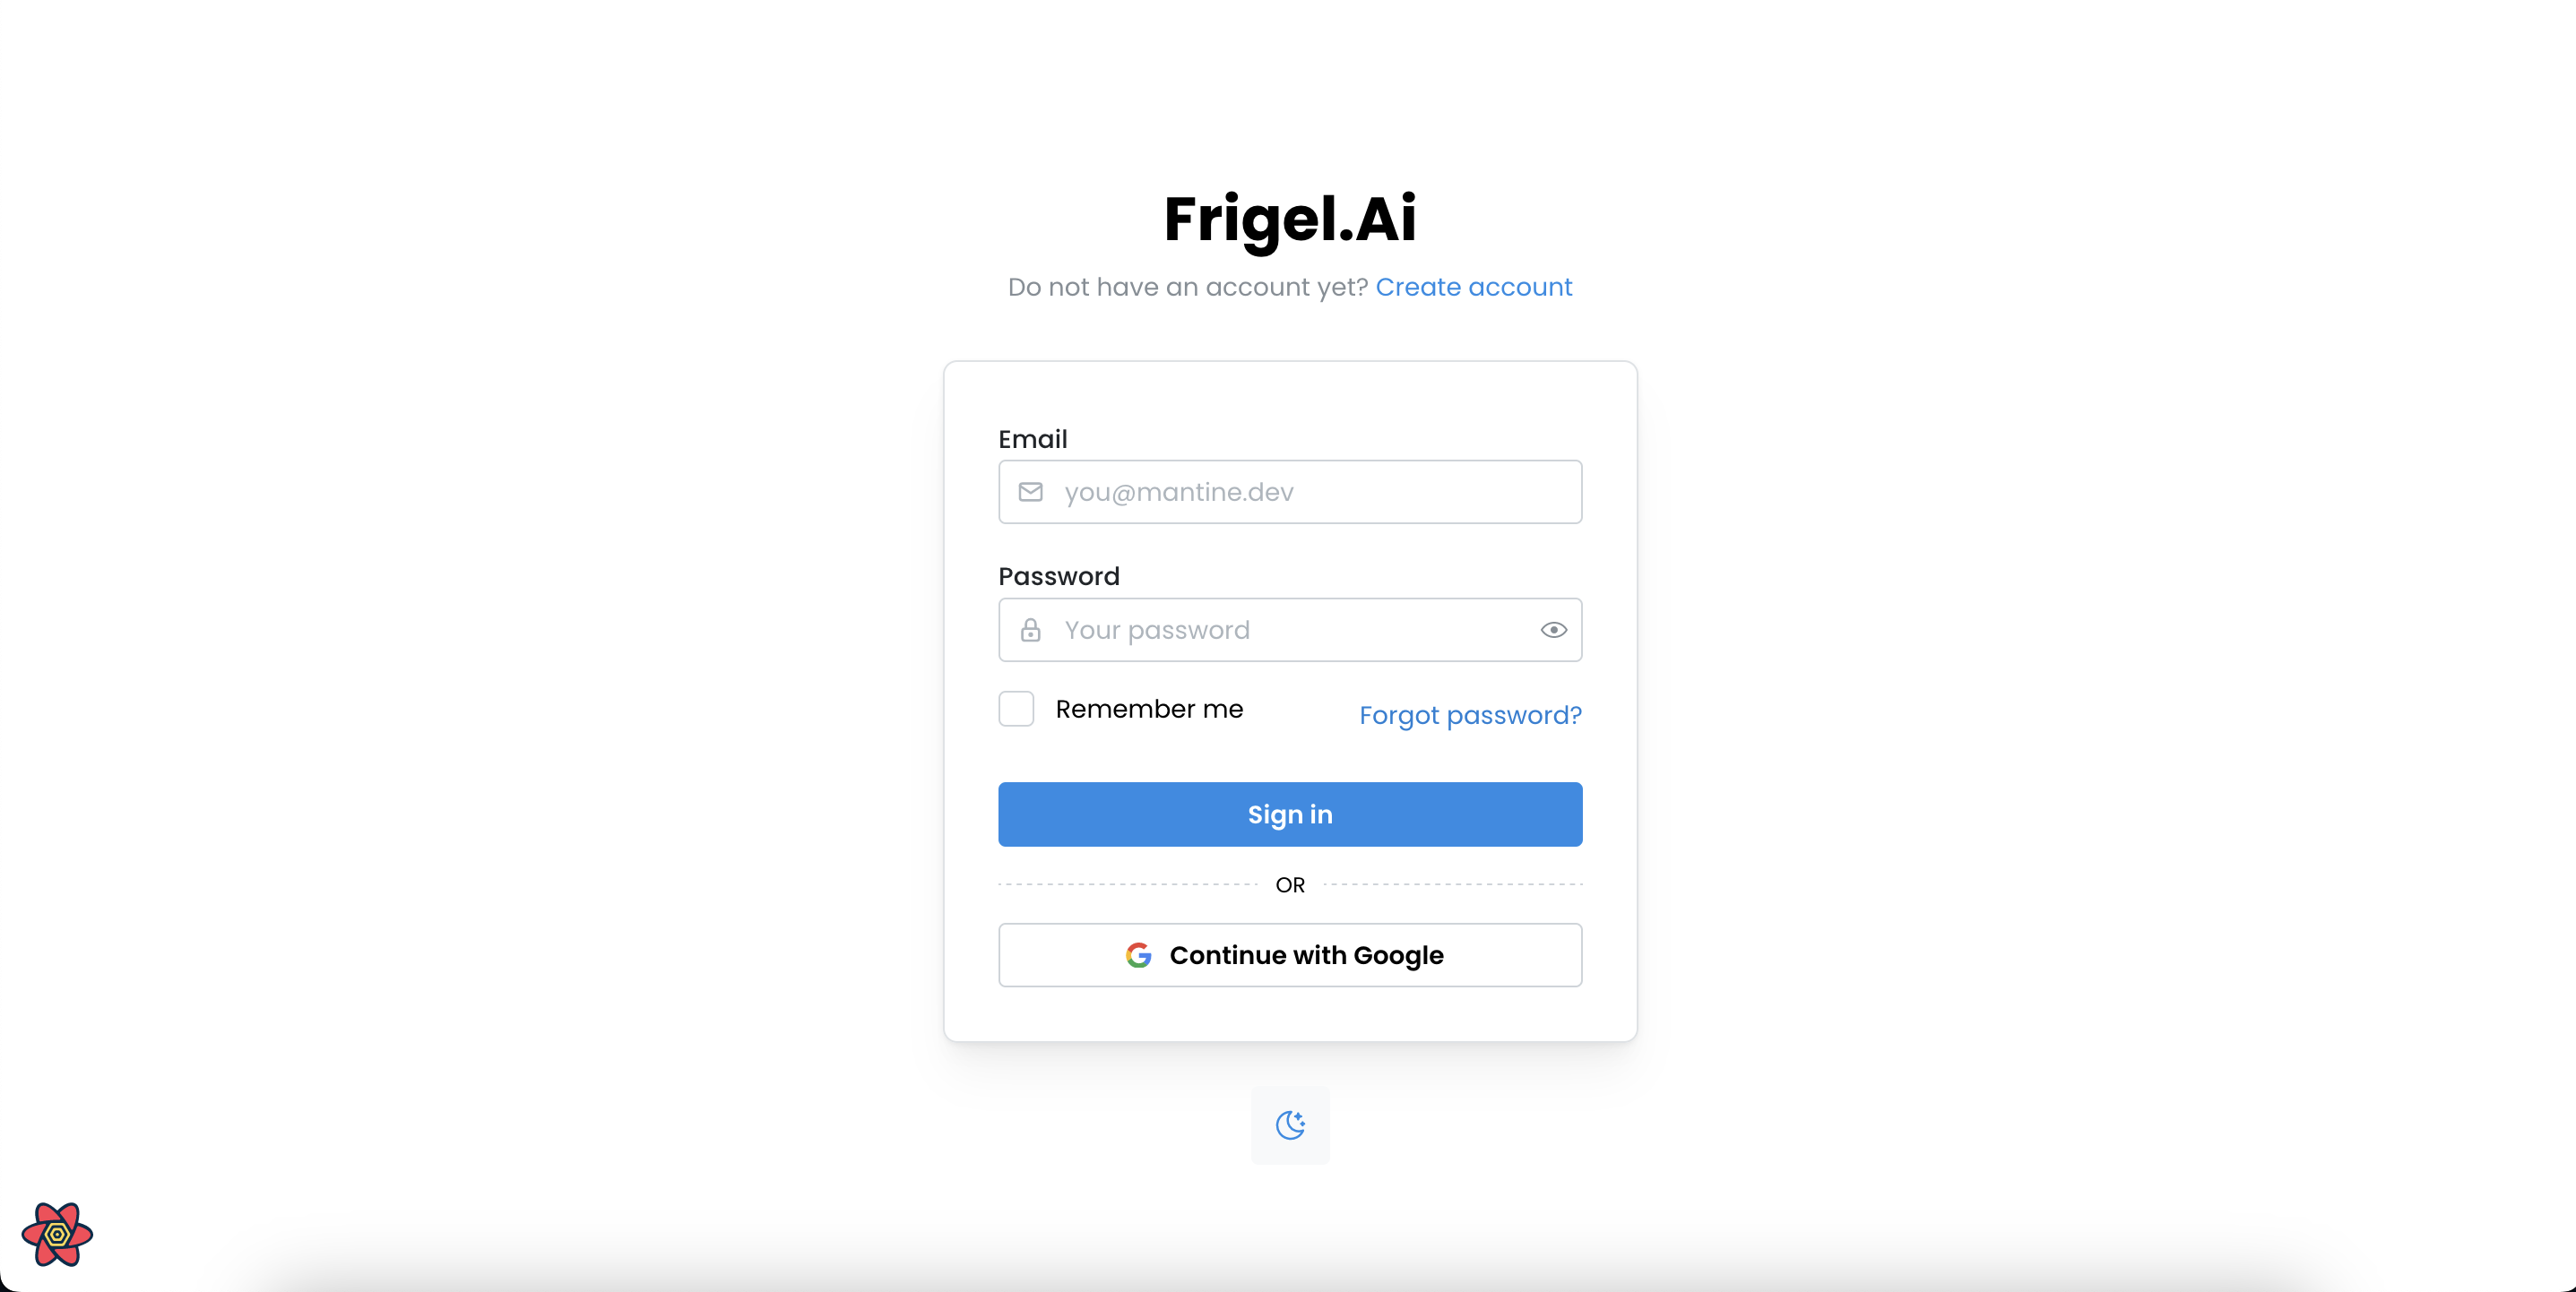 Frigel.Ai
Do not have an account yet? Create account
Email
you@mantine.dev
Password
Your password
Remember me
Forgot password?
Sign in
OR
Continue with Google